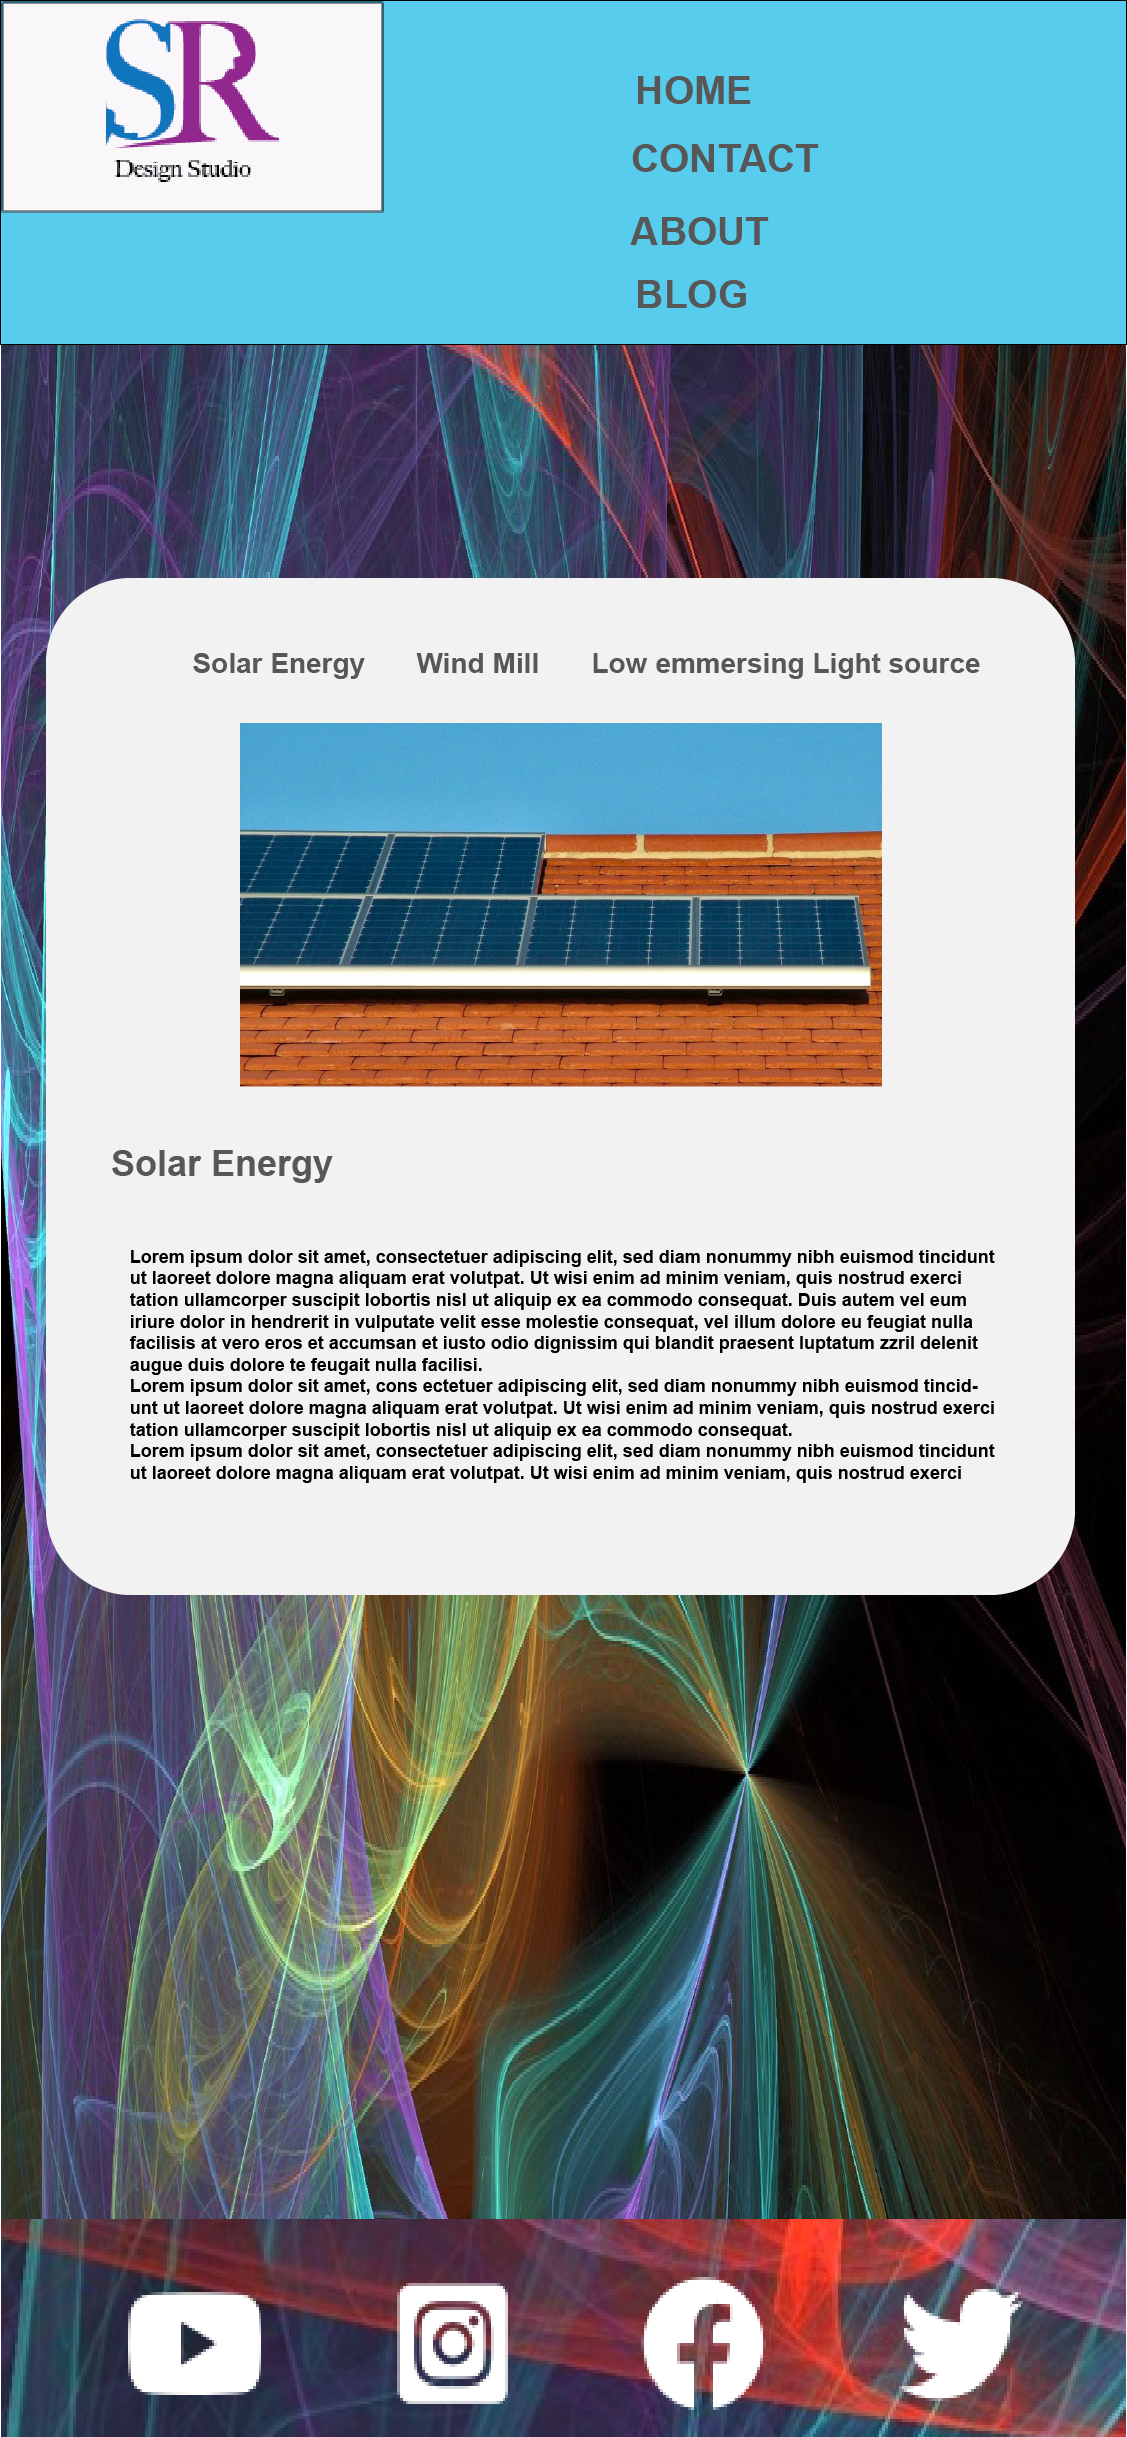 SR
Design Studio
HOME
CONTACT
ABOUT
BLOG
Solar Energy Wind Mill Low emmersing Light source
Solar Energy
Lorem ipsum dolor sit amet, consectetuer adipiscing elit, sed diam nonummy nibh euismod tincidunt
ut laoreet dolore magna aliquam erat volutpat. Ut wisi enim ad minim veniam, quis nostrud exerci
tation ullamcorper suscipit lobortis nisl ut aliquip ex ea commodo consequat. Duis autem vel eum
iriure dolor in hendrerit in vulputate velit esse molestie consequat, vel illum dolore eu feugiat nulla
facilisis at vero eros et accumsan et iusto odio dignissim qui blandit praesent luptatum zzril delenit
augue duis dolore te feugait nulla facilisi.
Lorem ipsum dolor sit amet, cons ectetuer adipiscing elit, sed diam nonummy nibh euismod tincid-
unt ut laoreet dolore magna aliquam erat volutpat. Ut wisi enim ad minim veniam, quis nostrud exerci
tation ullamcorper suscipit lobortis nisl ut aliquip ex ea commodo consequat.
Lorem ipsum dolor sit amet, consectetuer adipiscing elit, sed diam nonummy nibh euismod tincidunt
ut laoreet dolore magna aliquam erat volutpat. Ut wisi enim ad minim veniam, quis nostrud exerci